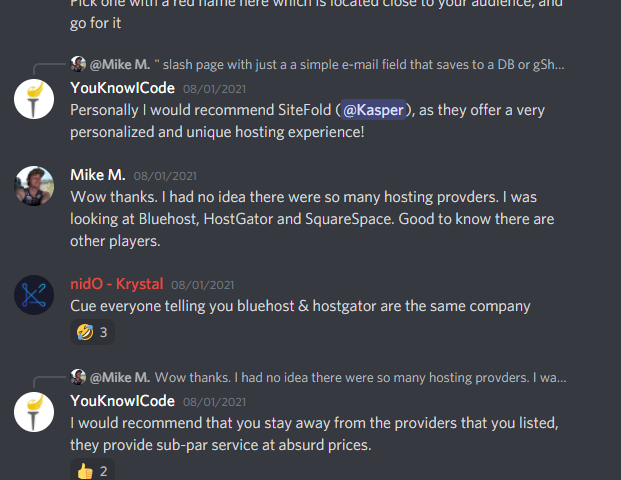 Pick one with a red name here which is located close to your audience, and
go for it
@Mike M. " slash page with just a a simple e-mail field that saves to a DB or gSh...
YouKnowICode 08/01/2021
Personally I would recommend SiteFold (@Kasper), as they offer a very
personalized and unique hosting experience!
Mike M. 08/01/2021
Wow thanks. I had no idea there were so many hosting provders. I was
looking at Bluehost, HostGator and SquareSpace. Good to know there are
other players.
nidO - Krystal 08/01/2021
Cue everyone telling you bluehost & hostgator are the same company
🤣 3
@Mike M. Wow thanks. I had no idea there were so many hosting provders. I wa...
YouKnowICode 08/01/2021
I would recommend that you stay away from the providers that you listed,
they provide sub-par service at absurd prices.
👍 2